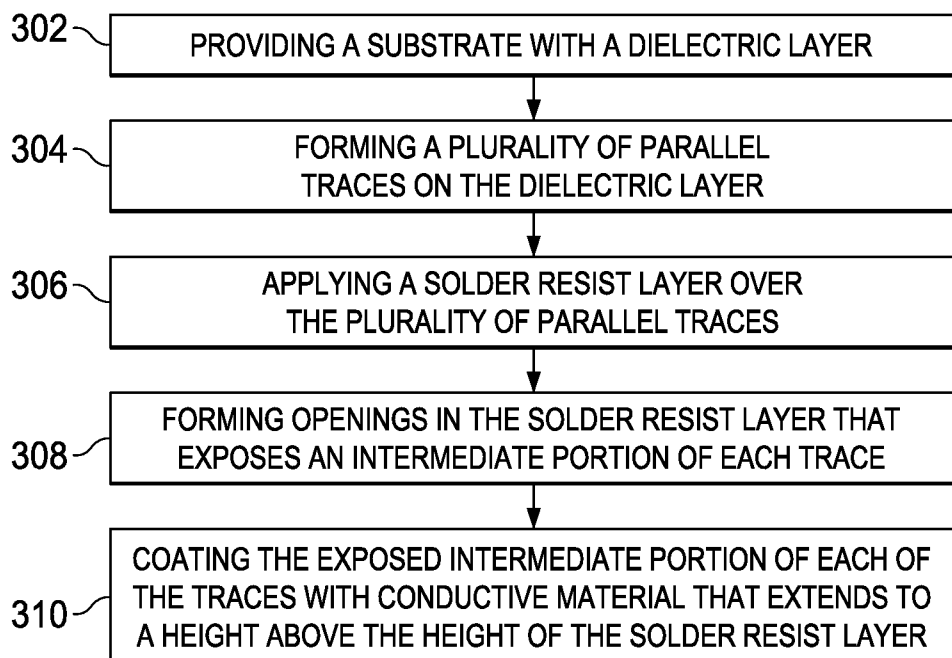 302 PROVIDING A SUBSTRATE WITH A DIELECTRIC LAYER
304 FORMING A PLURALITY OF PARALLEL
TRACES ON THE DIELECTRIC LAYER
306 APPLYING A SOLDER RESIST LAYER OVER
THE PLURALITY OF PARALLEL TRACES
308 FORMING OPENINGS IN THE SOLDER RESIST LAYER THAT
EXPOSES AN INTERMEDIATE PORTION OF EACH TRACE
310 COATING THE EXPOSED INTERMEDIATE PORTION OF EACH OF
THE TRACES WITH CONDUCTIVE MATERIAL THAT EXTENDS TO
A HEIGHT ABOVE THE HEIGHT OF THE SOLDER RESIST LAYER